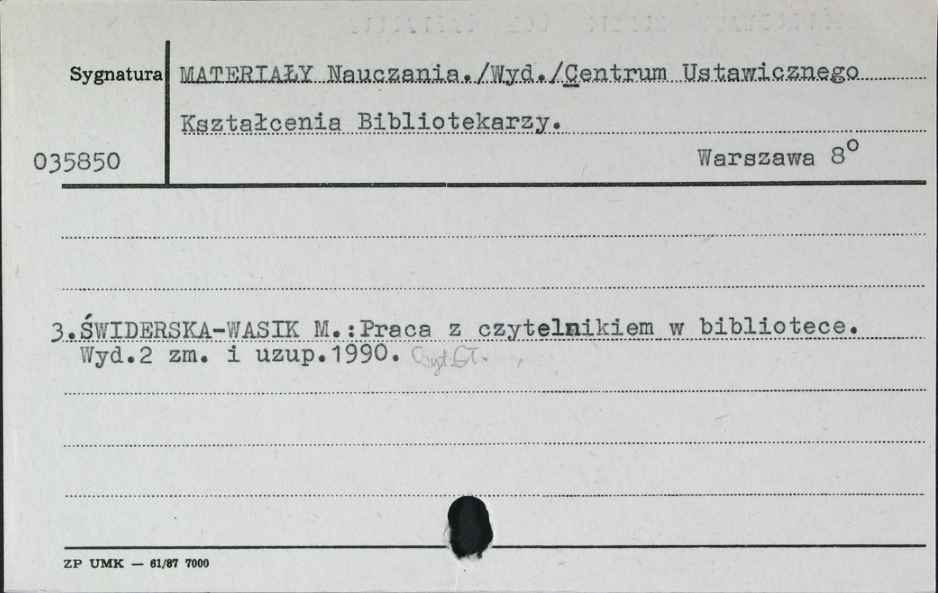 Sygnatura MATERIAŁY Nauczania./Wyd./Centrum Ustawicznego
Kształcenia Bibliotekarzy.
035850 Warszawa 8º
3.ŚWIDERSKA-WASIK M.:Praca z czytelnikiem w bibliotece.
Wyd.2 zm. i uzup.1990.
ZP UMK — 61/87 7000